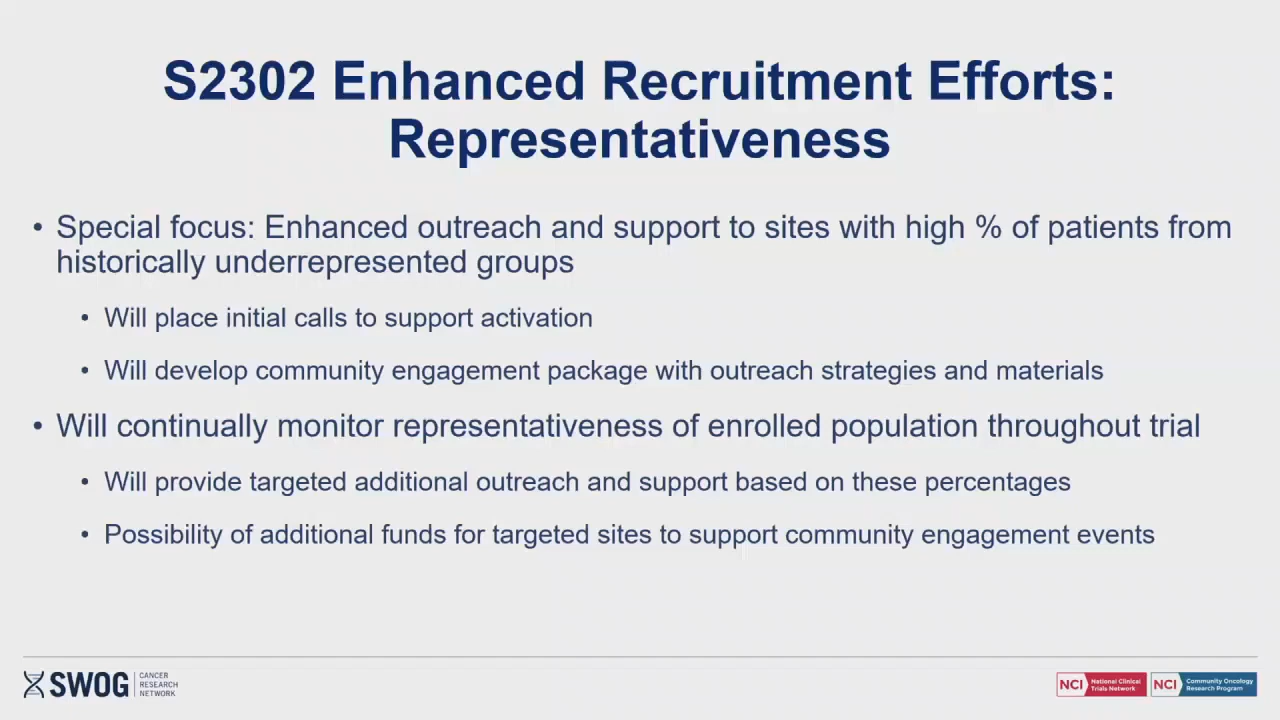 S2302 Enhanced Recruitment Efforts:
Representativeness
• Special focus: Enhanced outreach and support to sites with high % of patients from
historically underrepresented groups
• Will place initial calls to support activation
• Will develop community engagement package with outreach strategies and materials
• Will continually monitor representativeness of enrolled population throughout trial
• Will provide targeted additional outreach and support based on these percentages
• Possibility of additional funds for targeted sites to support community engagement events
SWOG
CANCER
RESEARCH
NETWORK
NCI
National Clinical
Trials Network
NCI
Community Oncology
Research Program